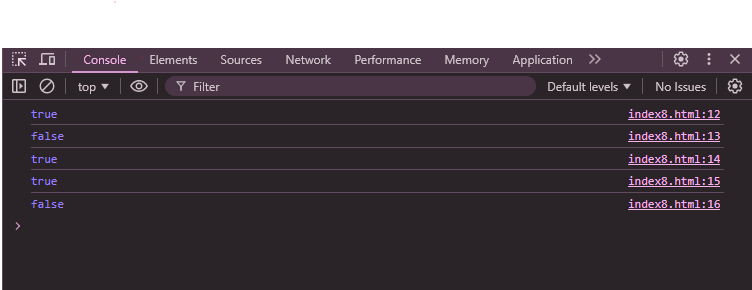 Console Elements Sources Network Performance Memory Application
top Filter Default levels No Issues
true index8.html:12
false index8.html:13
true index8.html:14
true index8.html:15
false index8.html:16